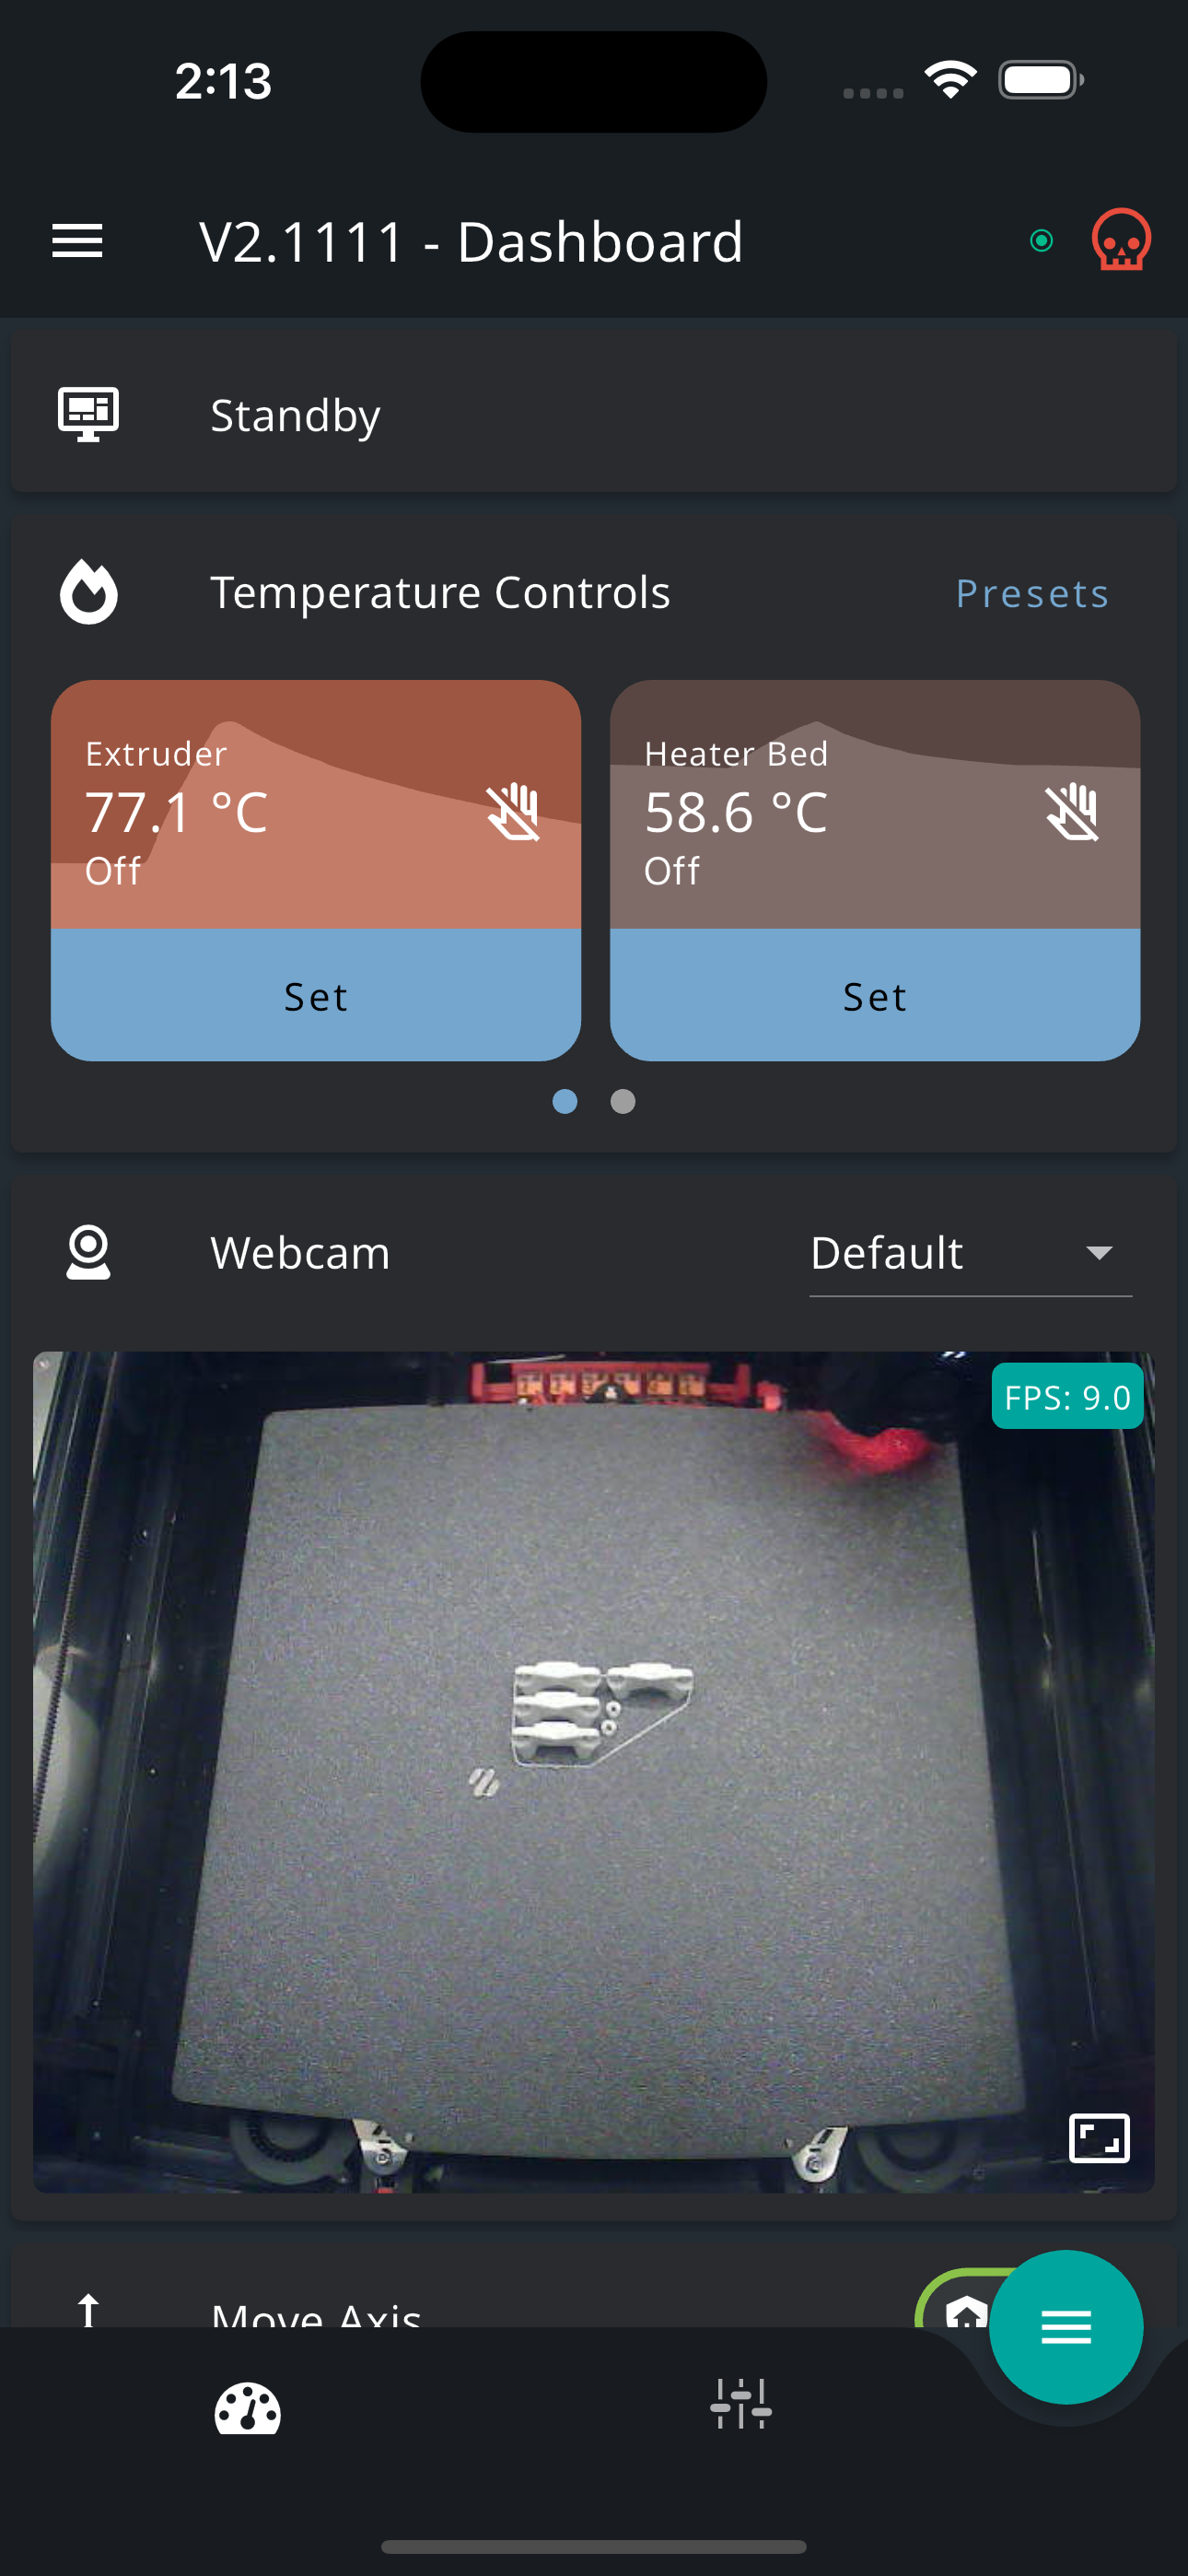 2:13
V2.1111 - Dashboard
Standby
Temperature Controls
Presets
Extruder
77.1 °C
Off
Set
Heater Bed
58.6 °C
Off
Set
Webcam
Default
FPS: 9.0
Move Axis